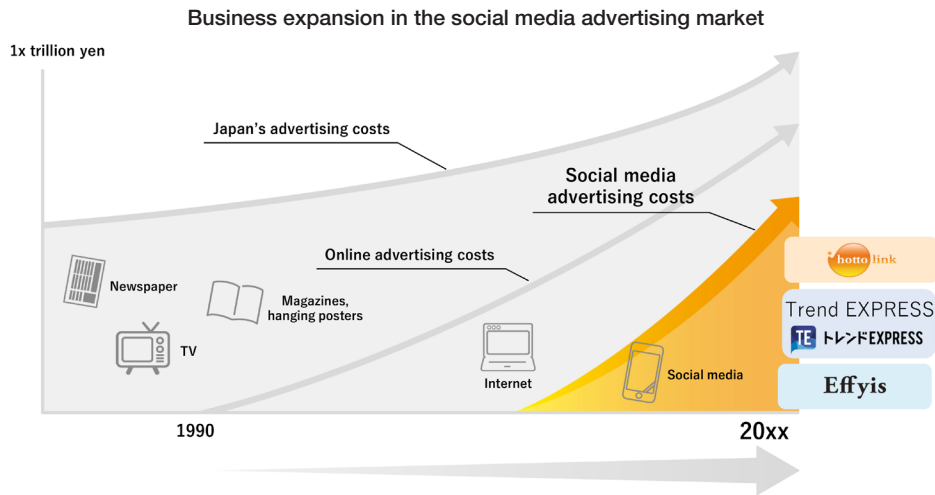 Business expansion in the social media advertising market
1x trillion yen
Japan's advertising costs
Social media
advertising costs
Online advertising costs
hotto link
Newspaper
Magazines,
hanging posters
Trend EXPRESS
TE トレンドEXPRESS
TV
Internet
Social media
Effyis
1990
20xx